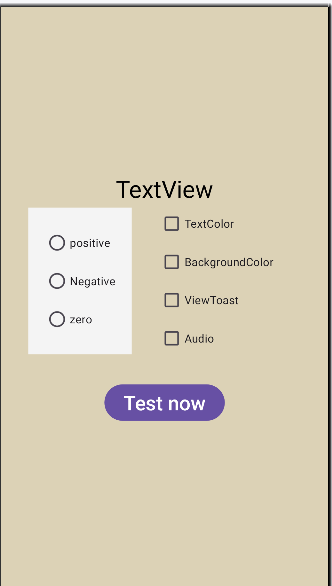 TextView
positive
Negative
zero
TextColor
BackgroundColor
ViewToast
Audio
Test now